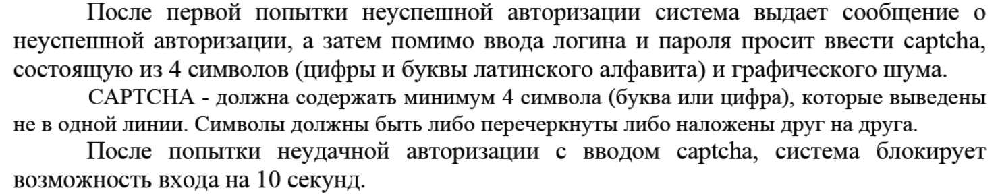 После первой попытки неуспешной авторизации система выдает сообщение о
неуспешной авторизации, а затем помимо ввода логина и пароля просит ввести captcha,
состоящую из 4 символов (цифры и буквы латинского алфавита) и графического шума.
CAPTCHA - должна содержать минимум 4 символа (буква или цифра), которые выведены
не в одной линии. Символы должны быть либо перечеркнуты либо наложены друг на друга.
После попытки неудачной авторизации с вводом captcha, система блокирует
возможность входа на 10 секунд.